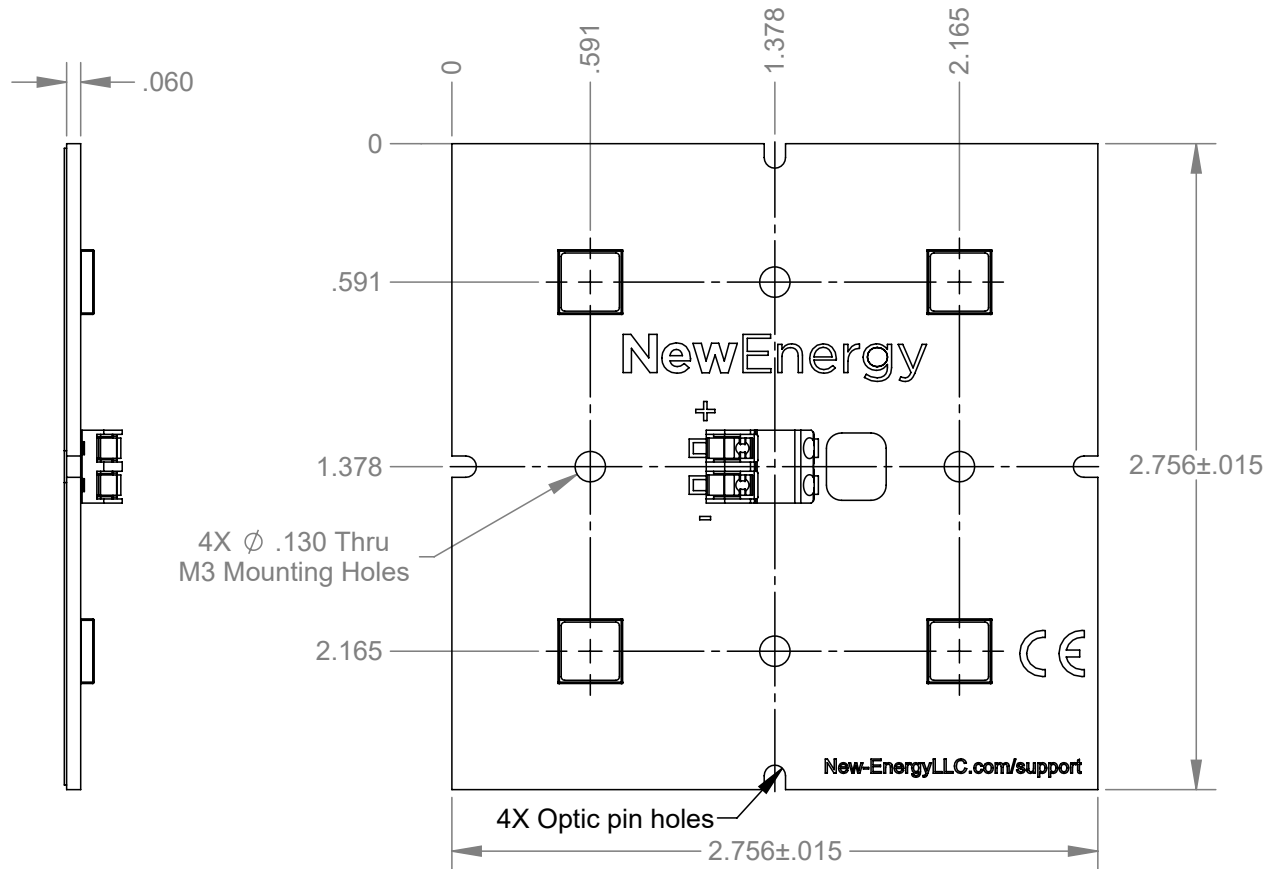 .060
0
.591
1.378
2.165
0
.591
1.378
2.165
NewEnergy
+
-
2.756±.015
4X ∅ .130 Thru
M3 Mounting Holes
CE
New-EnergyLLC.com/support
4X Optic pin holes
2.756±.015